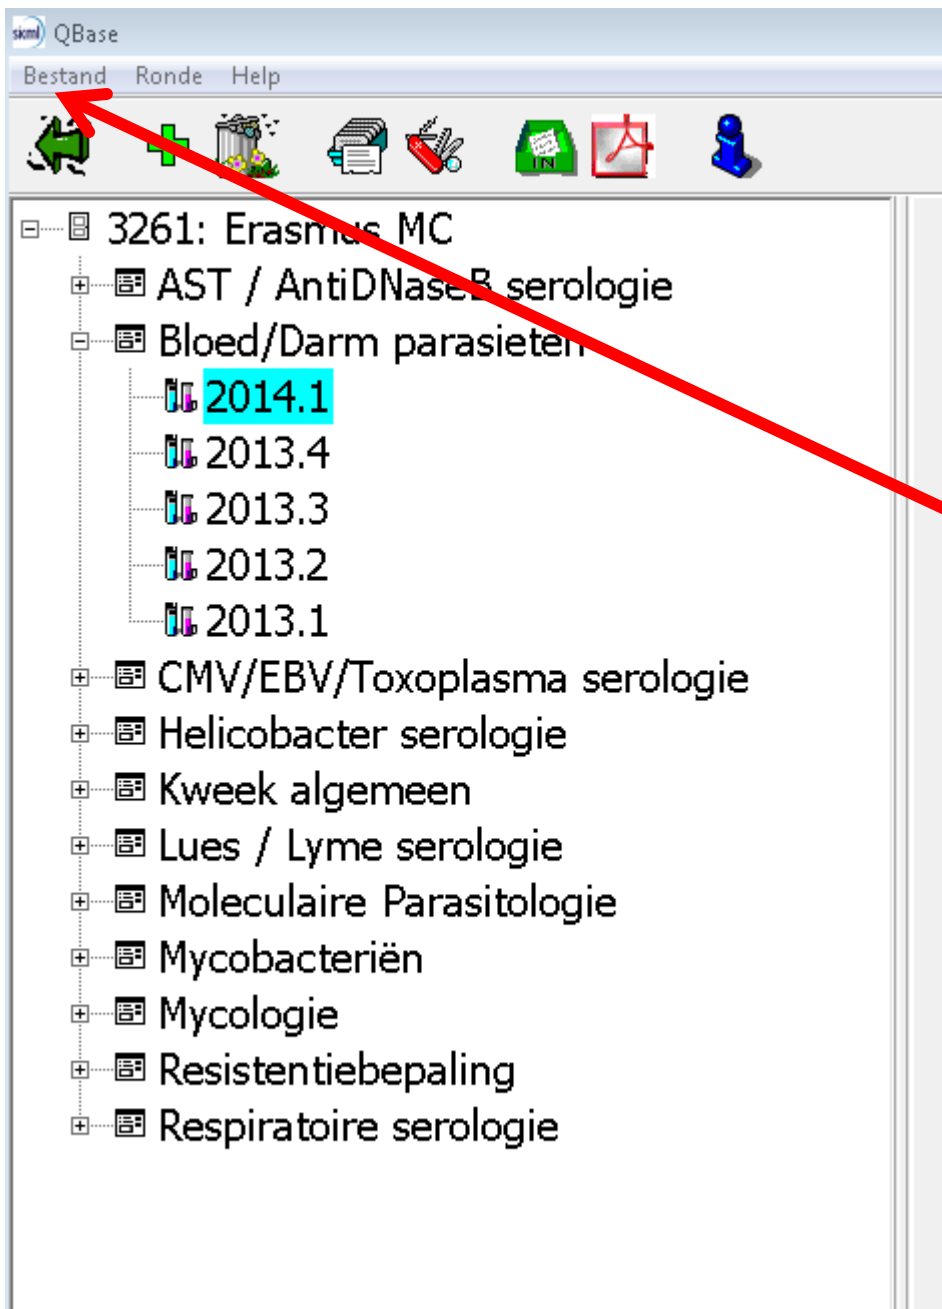 skml QBase
Bestand Ronde Help
IN
3261: Erasmus MC
AST / AntiDNaseB serologie
Bloed/Darm parasieten
2014.1
2013.4
2013.3
2013.2
2013.1
CMV/EBV/Toxoplasma serologie
Helicobacter serologie
Kweek algemeen
Lues / Lyme serologie
Moleculaire Parasitologie
Mycobacteriën
Mycologie
Resistentiebepaling
Respiratoire serologie